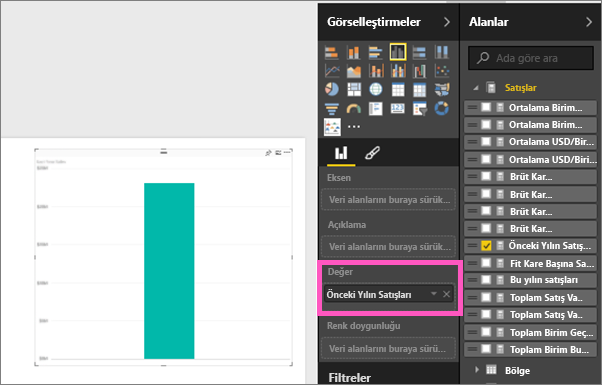 Görselleştirmeler
Eksen
Veri alanlarını buraya sürük...
Açıklama
Veri alanlarını buraya sürük...
Değer
Önceki Yılın Satışları
Renk doygunluğu
Veri alanlarını buraya sürü...
Filtreler
Alanlar
Ada göre ara
Satışlar
Ortalama Birim...
Ortalama Birim...
Ortalama USD/Bir...
Ortalama USD/Biri...
Brüt Kar...
Brüt Kar...
Brüt Kar...
Brüt Kar...
Önceki Yılın Satış...
Fit Kare Başına Sa...
Bu yılın satışları
Toplam Satış Va..
Toplam Satış Va..
Toplam Birim Geç...
Toplam Birim Bu...
Bölge